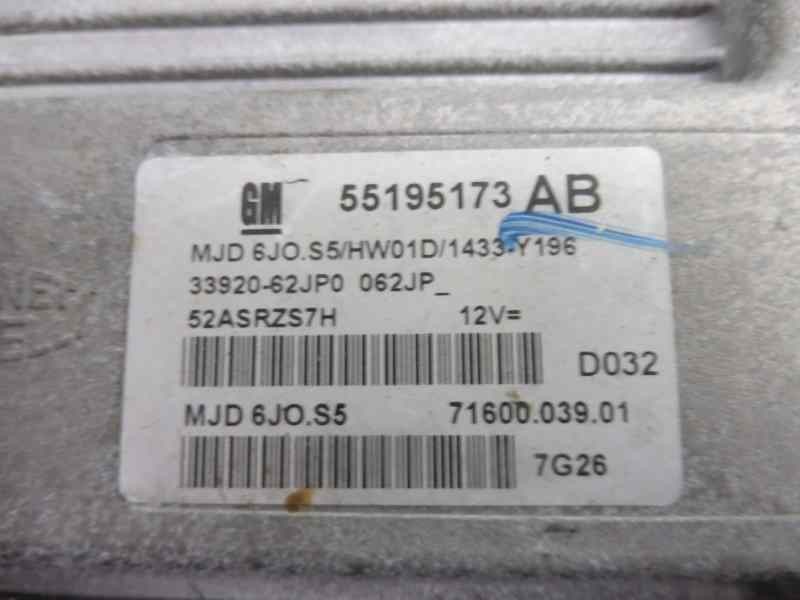 GM 55195173 AB
MJD 6JO.S5/HW01D/1433-Y196
33920-62JP0 062JP_
52ASRZS7H 12V=
D032
MJD 6JO.S5 71600.039.01
7G26